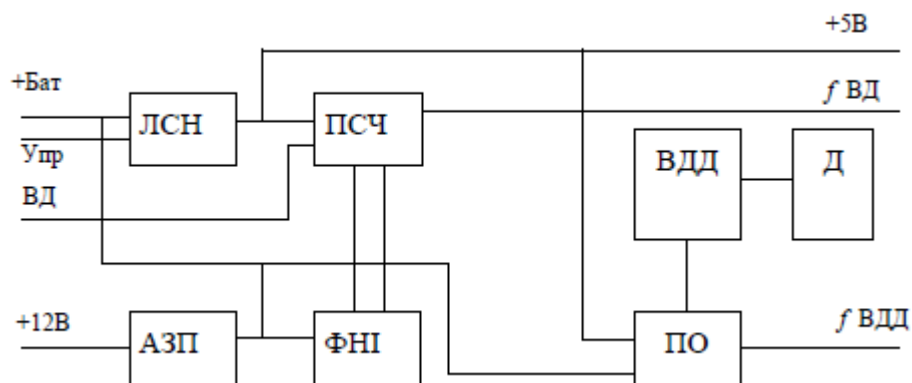 +5В
+Бат
ƒ ВД
ЛСН
ПСЧ
Упр
ВДД
Д
ВД
+12В
АЗП
ФНІ
ПО
ƒ ВДД